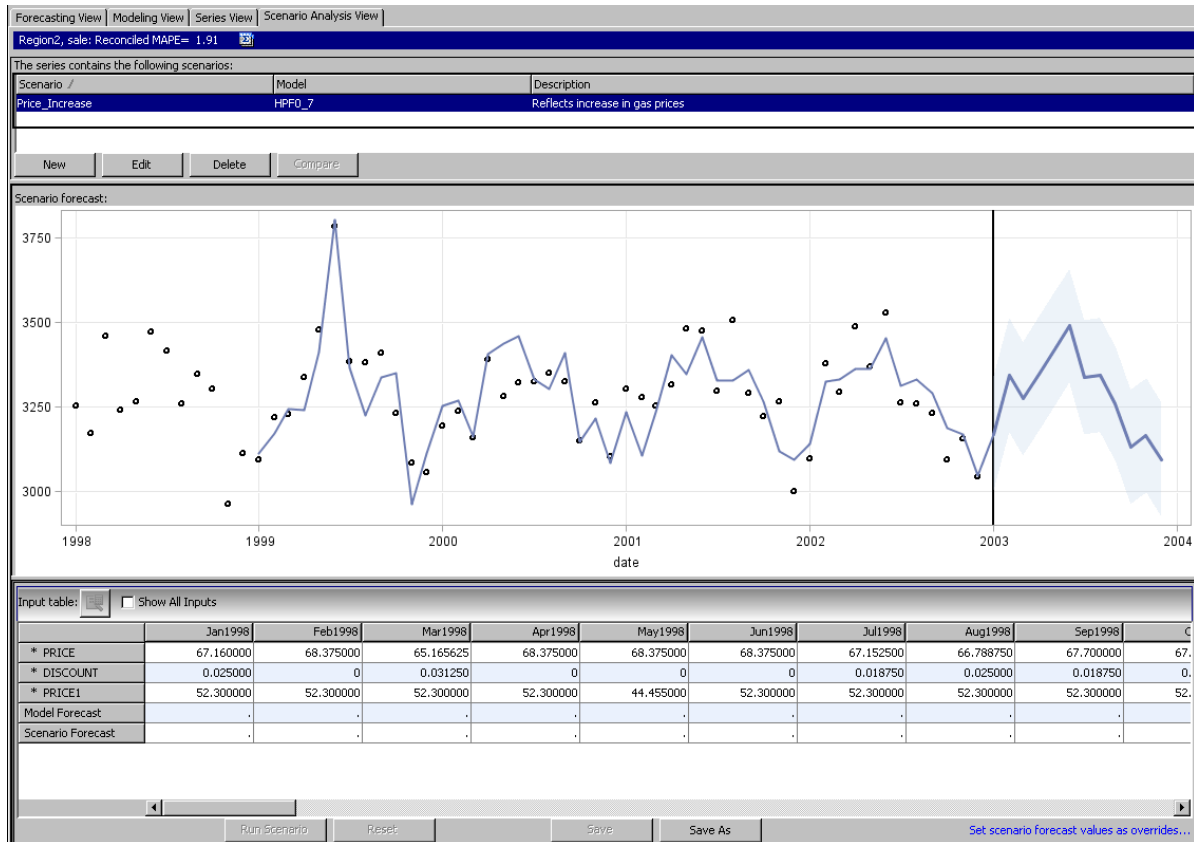 Forecasting View Modeling View Series View Scenario Analysis View
Region2, sale: Reconciled MAPE= 1.91
The series contains the following scenarios:
Scenario / Model Description
Price_Increase HPF0_7 Reflects increase in gas prices
New Edit Delete Compare
Scenario forecast:
3750
3500
3250
3000
1998 1999 2000 2001 2002 2003 2004
date
Input table: Show All Inputs
Jan1998 Feb1998 Mar1998 Apr1998 May1998 Jun1998 Jul1998 Aug1998 Sep1998 C
* PRICE 67.160000 68.375000 65.165625 68.375000 68.375000 68.375000 67.152500 66.788750 67.700000 67.
* DISCOUNT 0.025000 0 0.031250 0 0 0 0.018750 0.025000 0.018750 0.
* PRICE1 52.300000 52.300000 52.300000 52.300000 44.455000 52.300000 52.300000 52.300000 52.300000 52.
Model Forecast . . . . . . . . .
Scenario Forecast . . . . . . . . .
Run Scenario Reset Save Save As Set scenario forecast values as overrides...